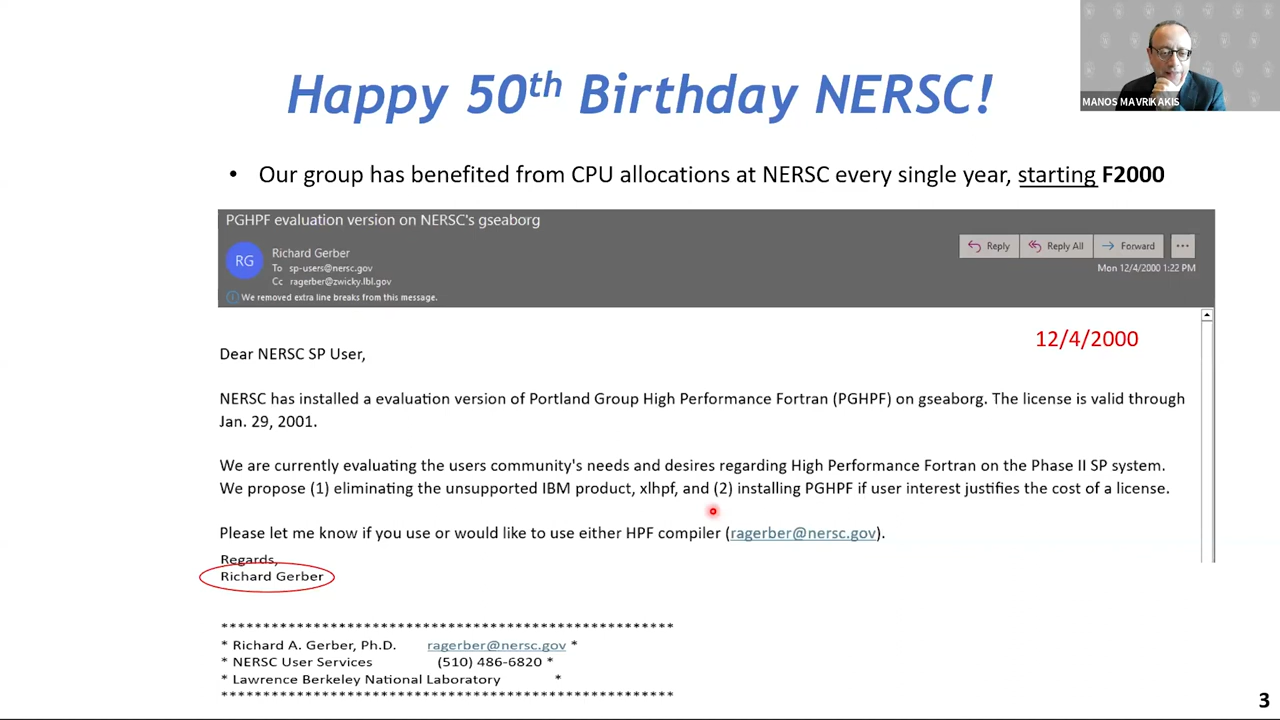 Happy 50th Birthday NERSC!
MANOS MAVRIKAKIS
• Our group has benefited from CPU allocations at NERSC every single year, starting F2000
PGHPF evaluation version on NERSC's gseaborg
RG
Richard Gerber
To sp-users@nersc.gov
Cc ragerber@zwicky.lbl.gov
Reply Reply All Forward ...
Mon 12/4/2000 1:22 PM
We removed extra line breaks from this message.
12/4/2000
Dear NERSC SP User,
NERSC has installed a evaluation version of Portland Group High Performance Fortran (PGHPF) on gseaborg. The license is valid through
Jan. 29, 2001.
We are currently evaluating the users community's needs and desires regarding High Performance Fortran on the Phase II SP system.
We propose (1) eliminating the unsupported IBM product, xlhpf, and (2) installing PGHPF if user interest justifies the cost of a license.
Please let me know if you use or would like to use either HPF compiler (ragerber@nersc.gov).
Regards,
Richard Gerber
*****************************************************
* Richard A. Gerber, Ph.D. ragerber@nersc.gov *
* NERSC User Services (510) 486-6820 *
* Lawrence Berkeley National Laboratory *
*****************************************************
3